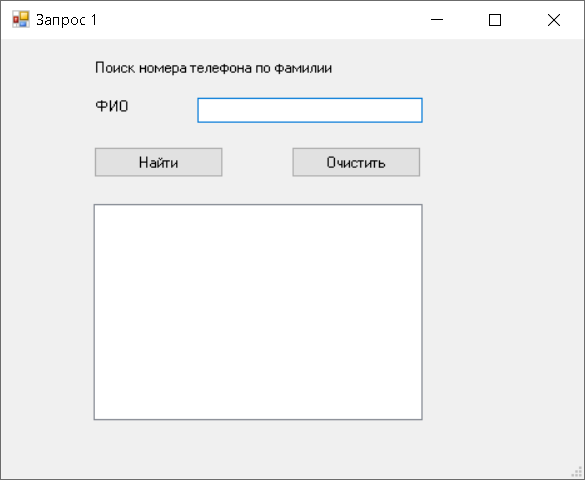 Запрос 1
Поиск номера телефона по фамилии
ФИО
Найти
Очистить